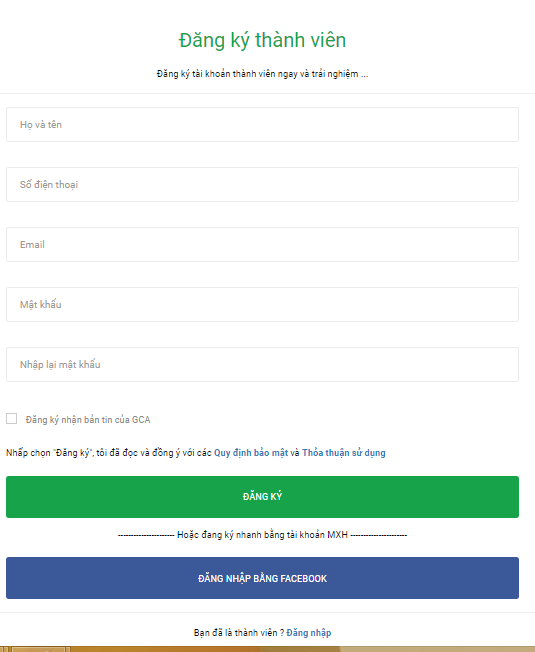 Đăng ký thành viên
Đăng ký tài khoản thành viên ngay và trải nghiệm ...
Họ và tên
Số điện thoại
Email
Mật khẩu
Nhập lại mật khẩu
Đăng ký nhận bản tin của GCA
Nhấp chọn "Đăng ký", tôi đã đọc và đồng ý với các Quy định bảo mật và Thỏa thuận sử dụng
ĐĂNG KÝ
---------------------- Hoặc đang ký nhanh bằng tài khoản MXH ----------------------
ĐĂNG NHẬP BẰNG FACEBOOK
Bạn đã là thành viên ? Đăng nhập